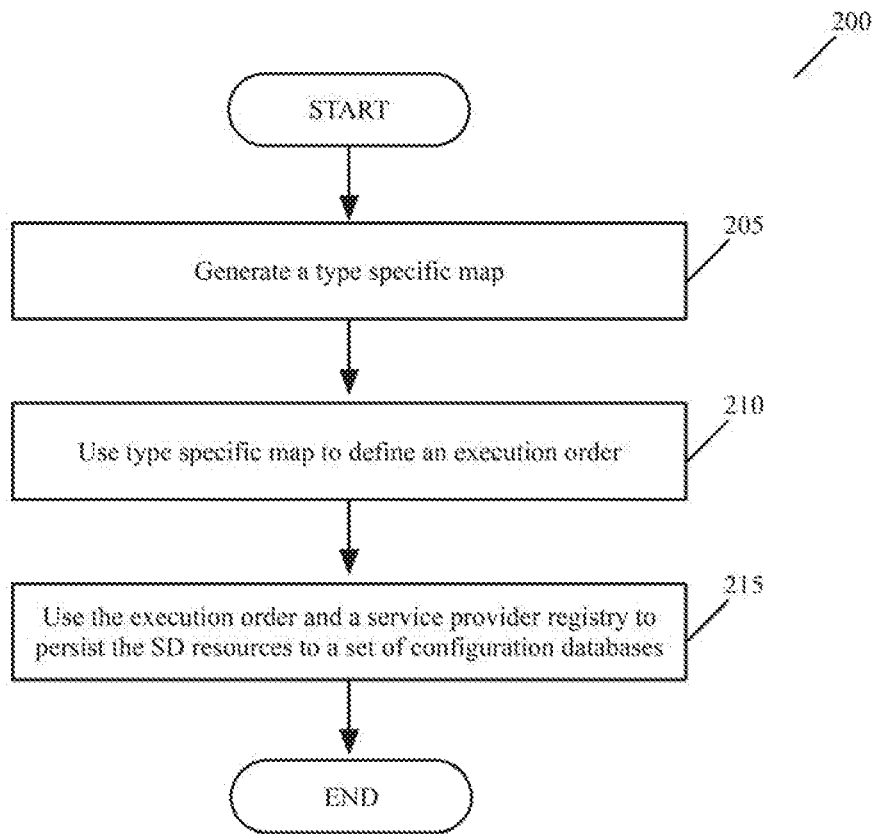 200
START
205
Generate a type specific map
210
Use type specific map to define an execution order
215
Use the execution order and a service provider registry to
persist the SD resources to a set of configuration databases
END